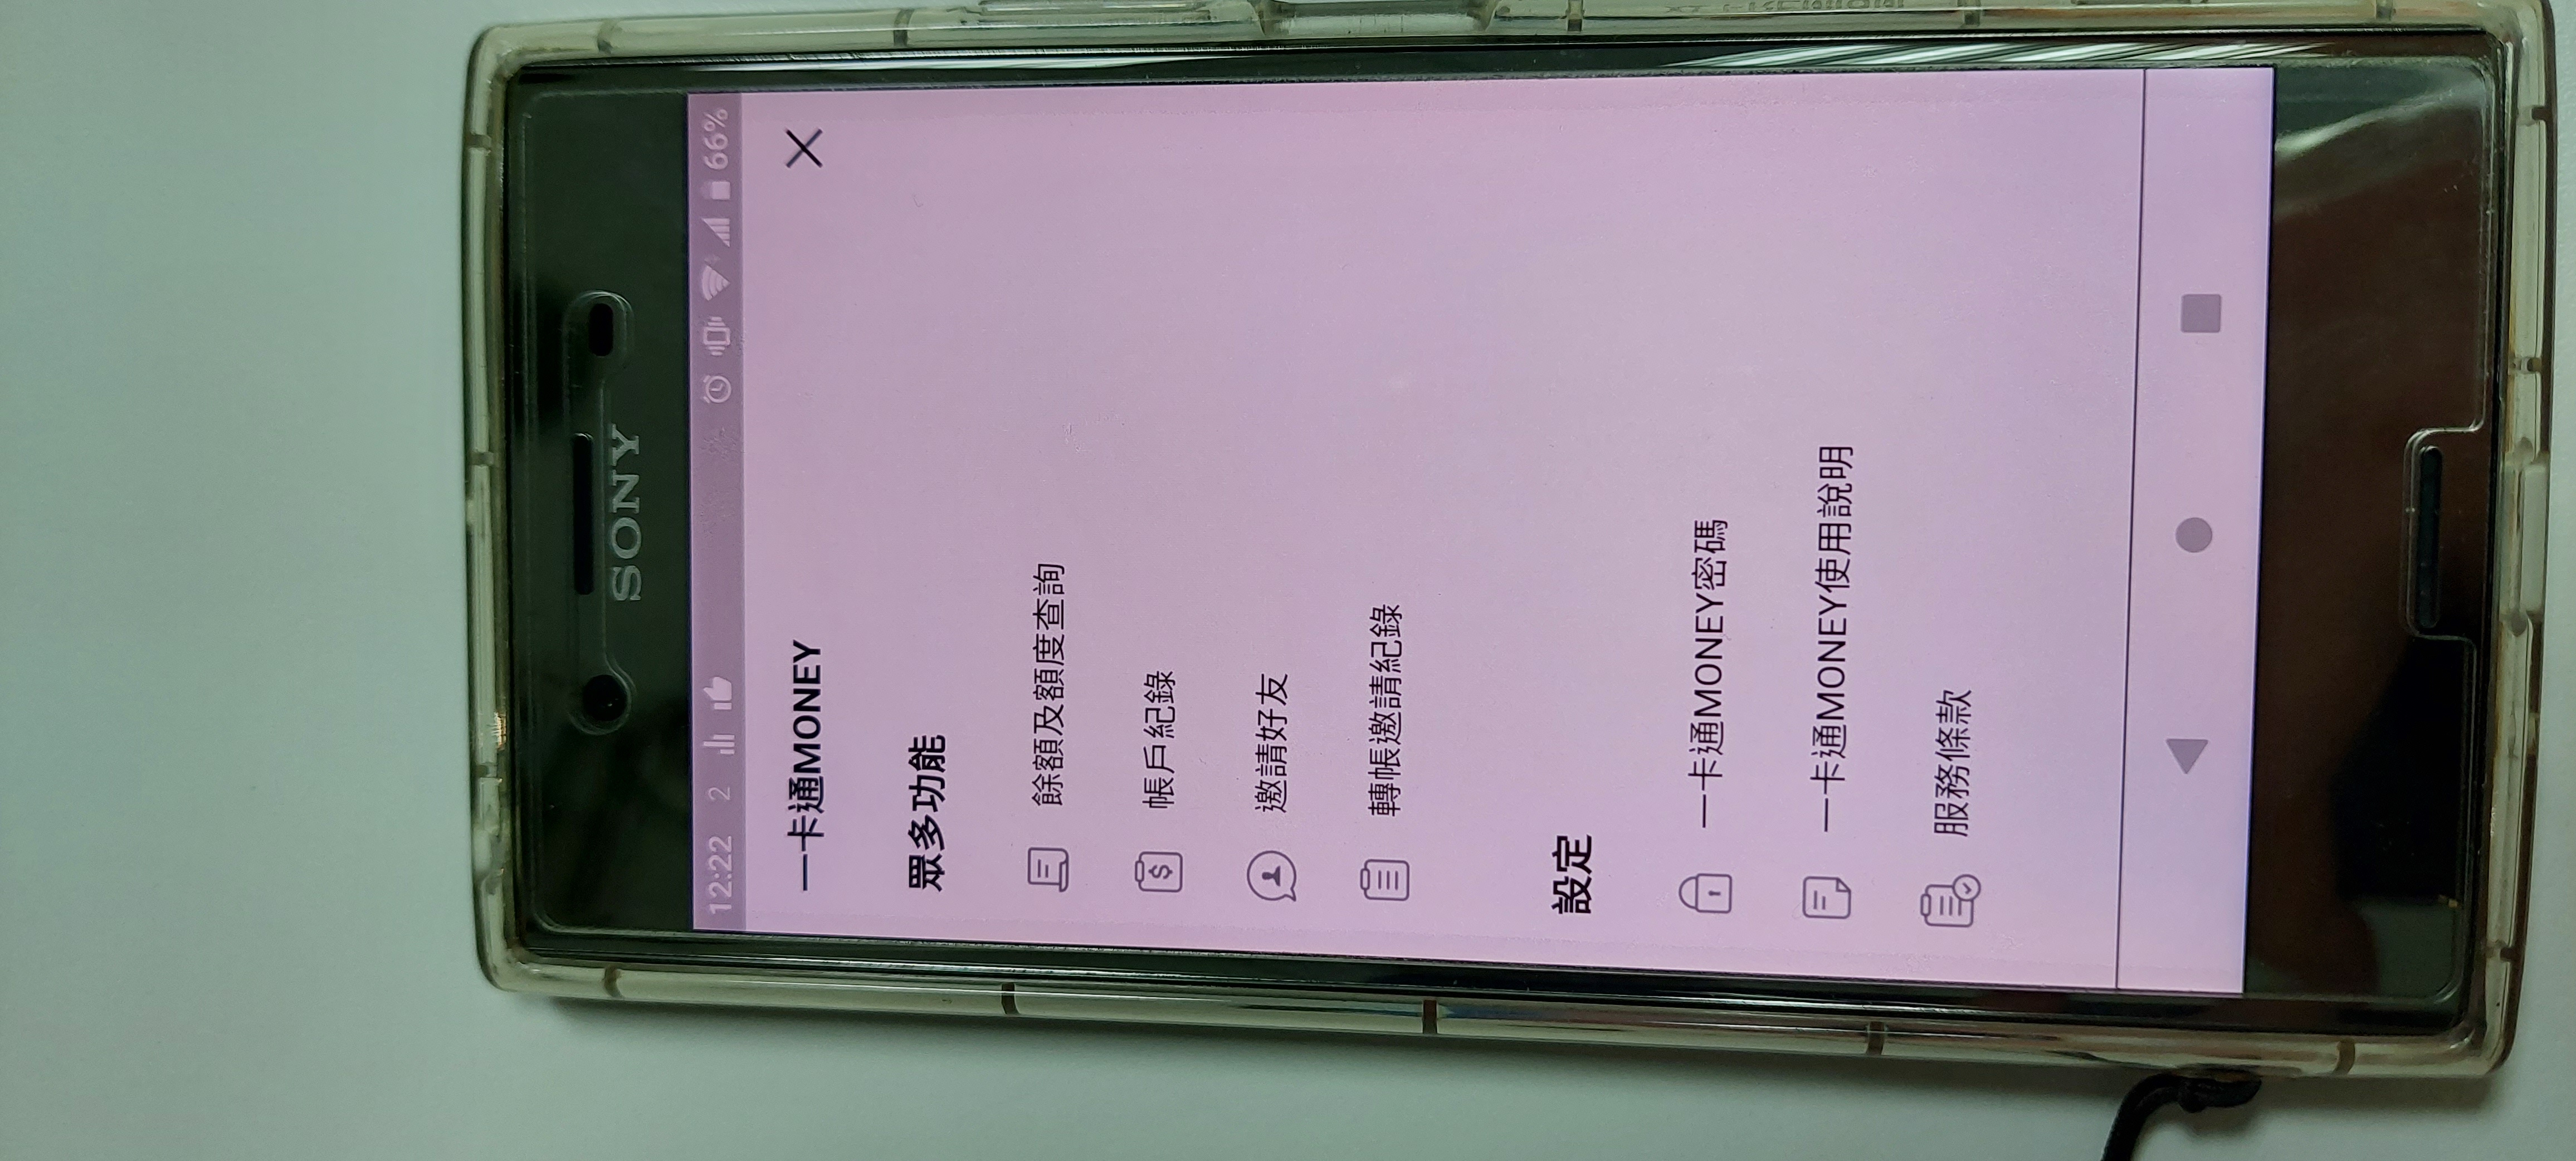 SONY
12:22 2 66%
一卡通MONEY
眾多功能
餘額及額度查詢
帳戶紀錄
邀請好友
轉帳邀請紀錄
設定
一卡通MONEY密碼
一卡通MONEY使用說明
服務條款